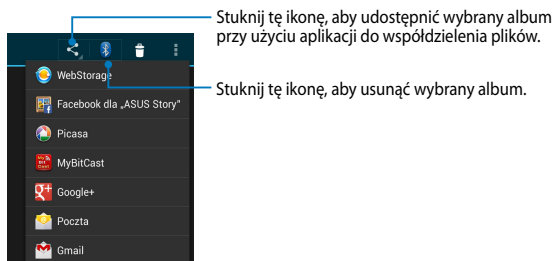 Stuknij tę ikonę, aby udostępnić wybrany album
przy użyciu aplikacji do współdzielenia plików.
Stuknij tę ikonę, aby usunąć wybrany album.
WebStorage
Facebook dla „ASUS Story”
Picasa
MyBitCast
Google+
Poczta
Gmail